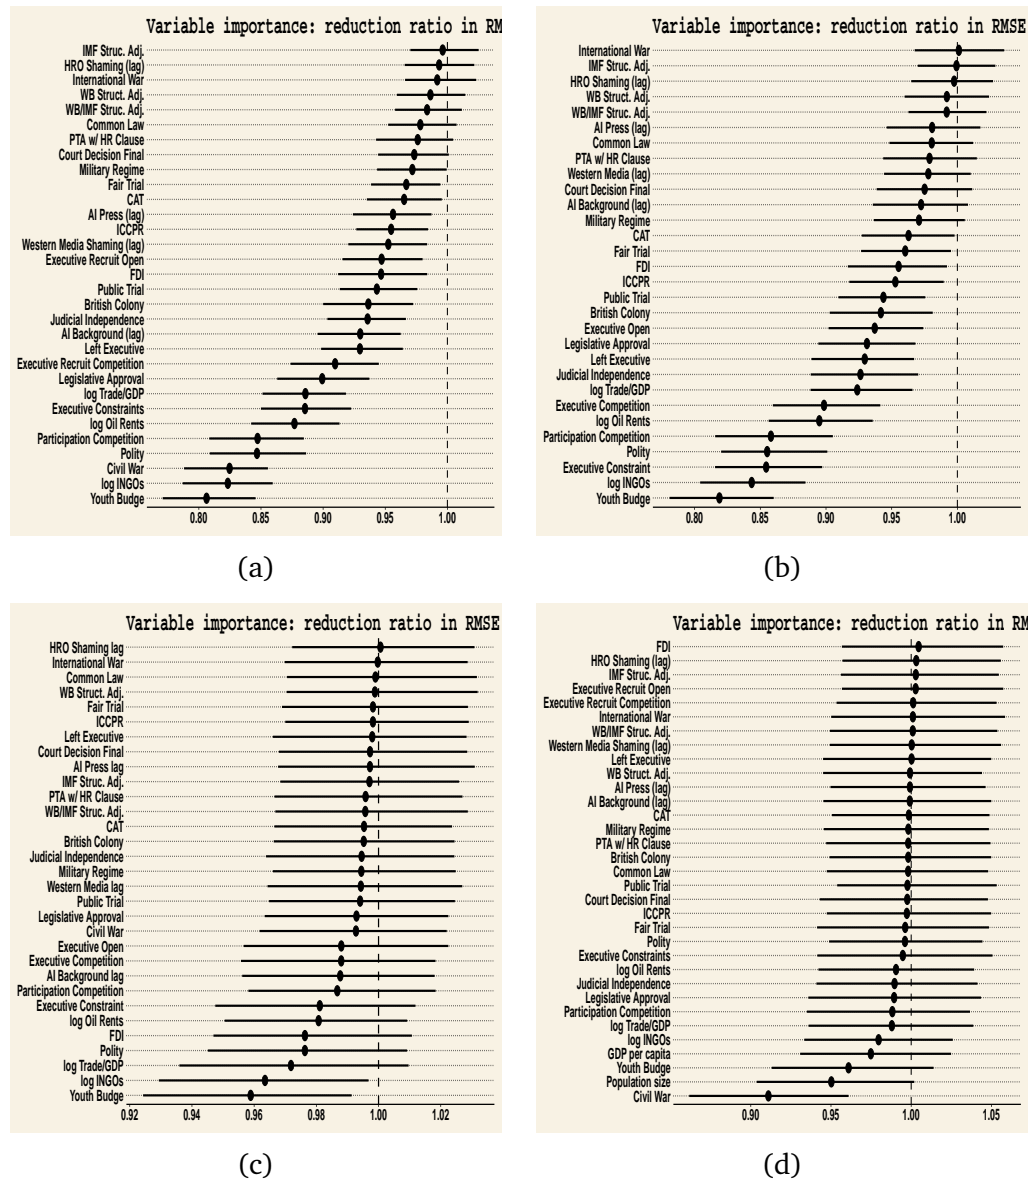 Variable importance: reduction ratio in RM
IMF Struc. Adj.
HRO Shaming (lag)
International War
WB Struct. Adj.
WB/IMF Struc. Adj.
Common Law
PTA w/ HR Clause
Court Decision Final
Military Regime
Fair Trial
CAT
AI Press (lag)
ICCPR
Western Media Shaming (lag)
Executive Recruit Open
FDI
Public Trial
British Colony
Judicial Independence
AI Background (lag)
Left Executive
Executive Recruit Competition
Legislative Approval
log Trade/GDP
Executive Constraints
log Oil Rents
Participation Competition
Polity
Civil War
log INGOs
Youth Budge
0.80 0.85 0.90 0.95 1.00
(a)
Variable importance: reduction ratio in RMSE
International War
IMF Struc. Adj.
HRO Shaming (lag)
WB Struct. Adj.
WB/IMF Struc. Adj.
AI Press (lag)
Common Law
PTA w/ HR Clause
Western Media (lag)
Court Decision Final
AI Background (lag)
Military Regime
CAT
Fair Trial
FDI
ICCPR
Public Trial
British Colony
Executive Open
Legislative Approval
Left Executive
Judicial Independence
log Trade/GDP
Executive Competition
log Oil Rents
Participation Competition
Polity
Executive Constraint
log INGOs
Youth Budge
0.80 0.85 0.90 0.95 1.00
(b)
Variable importance: reduction ratio in RMSE
HRO Shaming lag
International War
Common Law
WB Struct. Adj.
Fair Trial
ICCPR
Left Executive
Court Decision Final
AI Press lag
IMF Struc. Adj.
PTA w/ HR Clause
WB/IMF Struc. Adj.
CAT
British Colony
Judicial Independence
Military Regime
Western Media lag
Public Trial
Legislative Approval
Civil War
Executive Open
Executive Competition
AI Background lag
Participation Competition
Executive Constraint
log Oil Rents
FDI
Polity
log Trade/GDP
log INGOs
Youth Budge
0.92 0.94 0.96 0.98 1.00 1.02
(c)
Variable importance: reduction ratio in RM
FDI
HRO Shaming (lag)
IMF Struc. Adj.
Executive Recruit Open
Executive Recruit Competition
International War
WB/IMF Struc. Adj.
Western Media Shaming (lag)
Left Executive
WB Struct. Adj.
AI Press (lag)
AI Background (lag)
CAT
Military Regime
PTA w/ HR Clause
British Colony
Common Law
Public Trial
Court Decision Final
ICCPR
Fair Trial
Polity
Executive Constraints
log Oil Rents
Judicial Independence
Legislative Approval
Participation Competition
log Trade/GDP
log INGOs
GDP per capita
Youth Budge
Population size
Civil War
0.90 0.95 1.00 1.05
(d)